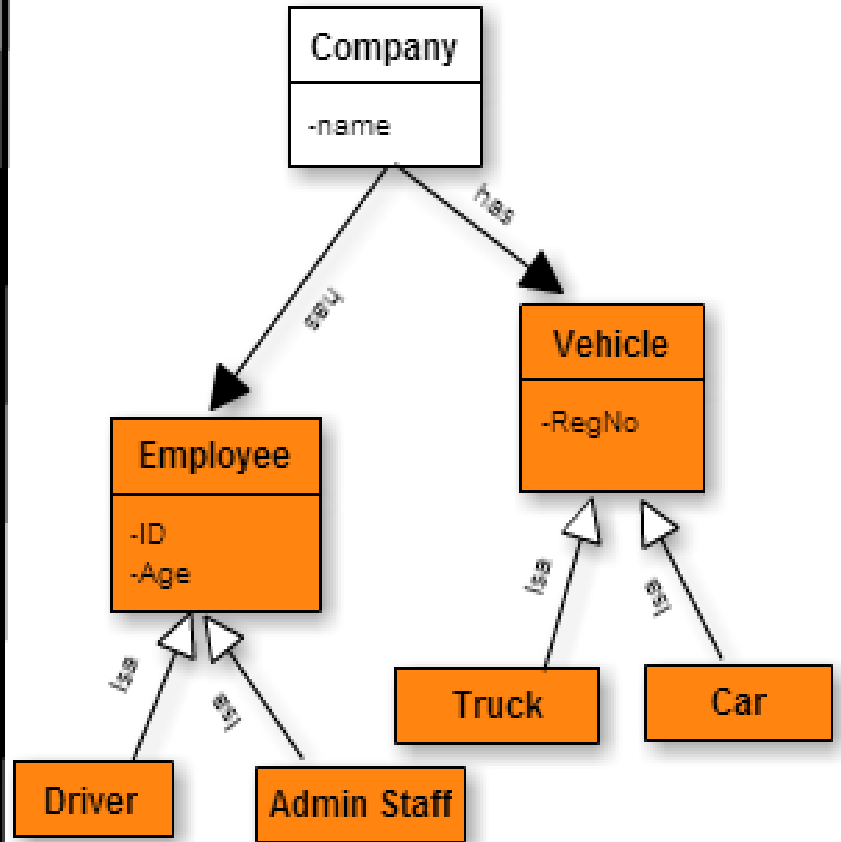 Company
-name
has
has
Vehicle
-RegNo
Employee
-ID
-Age
Isa
Isa
Isa
Isa
Truck
Car
Driver
Admin Staff